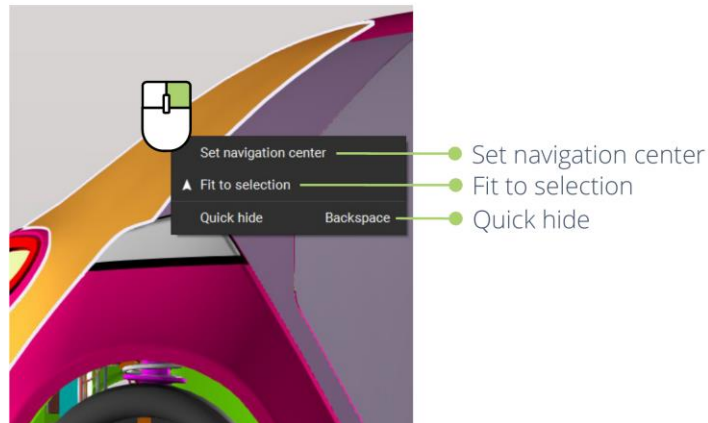 Set navigation center
Fit to selection
Quick hide Backspace
Set navigation center
Fit to selection
Quick hide